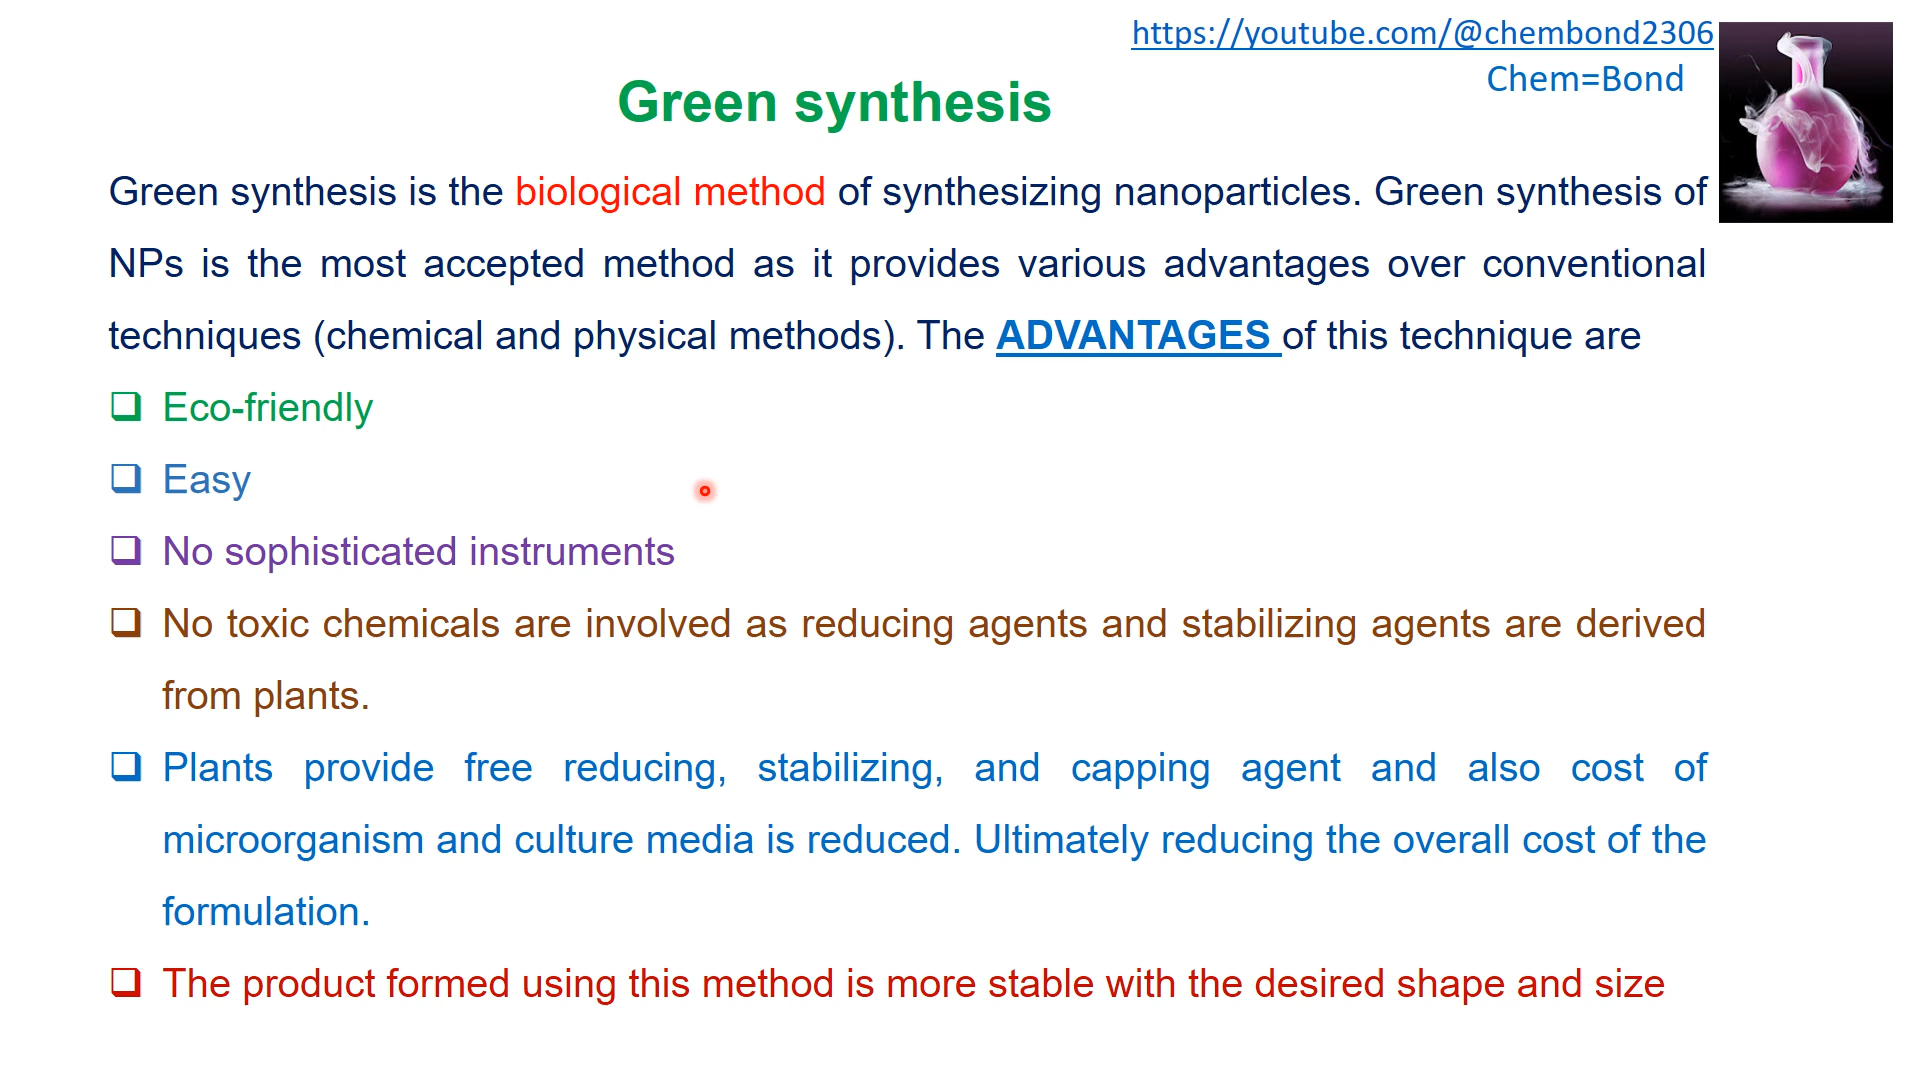 https://youtube.com/@chembond2306
Chem=Bond
Green synthesis
Green synthesis is the biological method of synthesizing nanoparticles. Green synthesis of
NPs is the most accepted method as it provides various advantages over conventional
techniques (chemical and physical methods). The ADVANTAGES of this technique are
❑ Eco-friendly
❑ Easy
❑ No sophisticated instruments
❑ No toxic chemicals are involved as reducing agents and stabilizing agents are derived
from plants.
❑ Plants provide free reducing, stabilizing, and capping agent and also cost of
microorganism and culture media is reduced. Ultimately reducing the overall cost of the
formulation.
❑ The product formed using this method is more stable with the desired shape and size